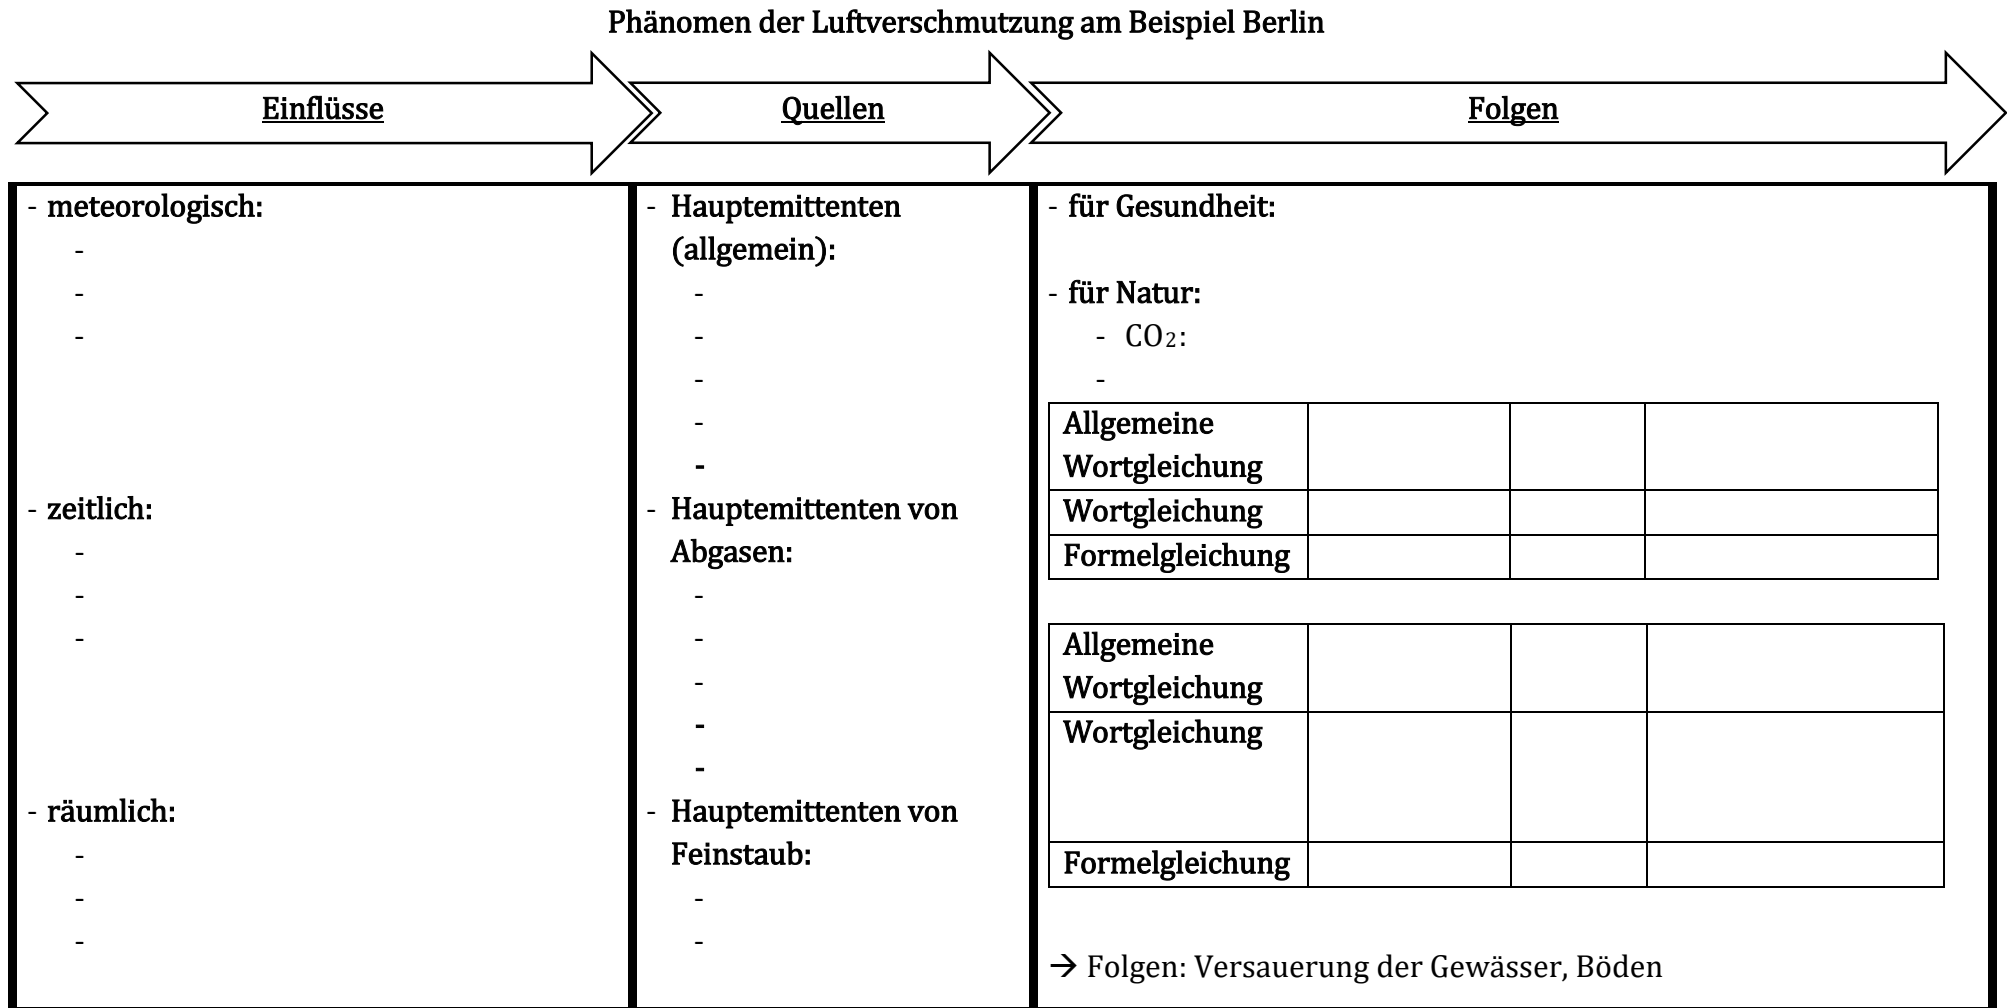 Phänomen der Luftverschmutzung am Beispiel Berlin
Einflüsse
Quellen
Folgen
- meteorologisch:
-
-
-
- zeitlich:
-
-
-
- räumlich:
-
-
-
- Hauptemittenten
(allgemein):
-
-
-
-
-
- Hauptemittenten von
Abgasen:
-
-
-
-
-
- Hauptemittenten von
Feinstaub:
-
-
- für Gesundheit:
- für Natur:
- CO₂:
-
Allgemeine
Wortgleichung
Wortgleichung
Formelgleichung
Allgemeine
Wortgleichung
Wortgleichung
Formelgleichung
→ Folgen: Versauerung der Gewässer, Böden